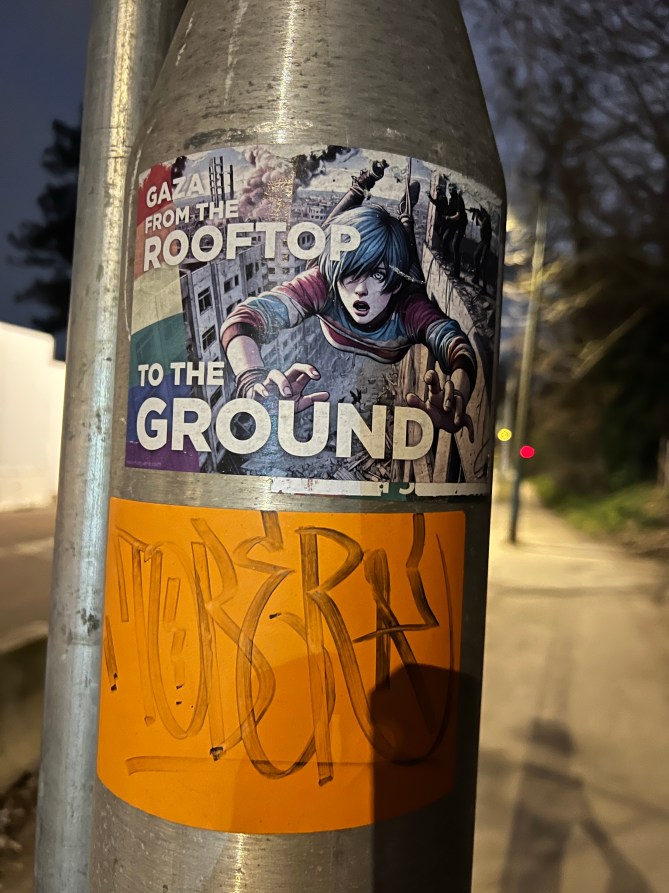 GAZA
FROM THE
ROOFTOP
TO THE
GROUND